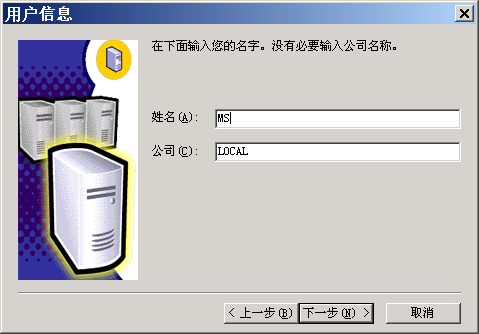 用户信息
在下面输入您的名字。没有必要输入公司名称。
姓名(A): MS
公司(C): LOCAL
< 上一步(B) 下一步(N) > 取消